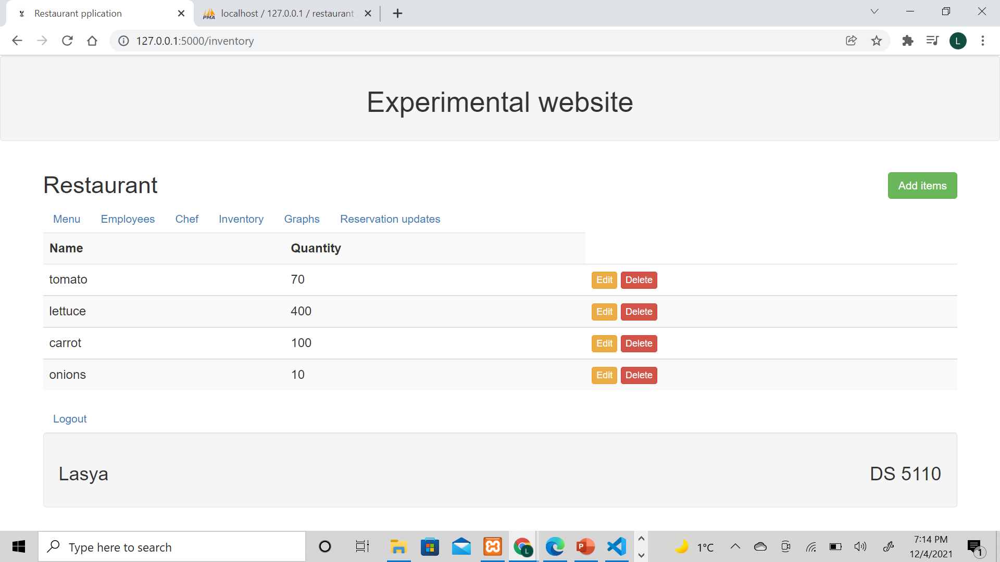 Restaurant pplication
localhost / 127.0.0.1 / restaurant
127.0.0.1:5000/inventory
L
Experimental website
Restaurant
Add items
Menu Employees Chef Inventory Graphs Reservation updates
Name Quantity
tomato 70 Edit Delete
lettuce 400 Edit Delete
carrot 100 Edit Delete
onions 10 Edit Delete
Logout
Lasya DS 5110
Type here to search
L
P
1°C
7:14 PM
12/4/2021
1